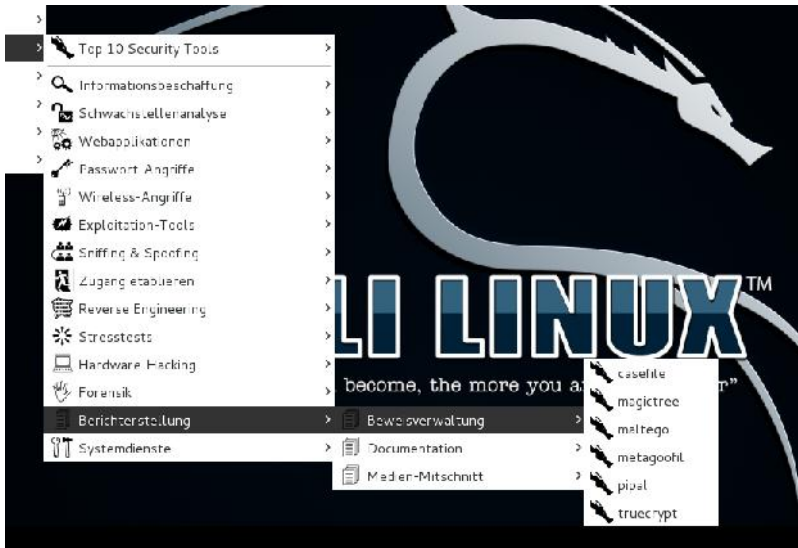 Top 10 Security Tools
Informationsbeschaffung
Schwachstellenanalyse
Webapplikationen
Passwort-Angriffe
Wireless-Angriffe
Exploitation-Tools
Sniffing & Spoofing
Zugang etablieren
Reverse Engineering
Stresstests
Hardware Hacking
Forensik
Berichterstellung
Systemdienste
Beweisverwaltung
Documentation
Medien-Mitschnitt
casefile
magictree
maltego
metagoofil
pipal
truecrypt
LI LINUX™
become, the more you a r"